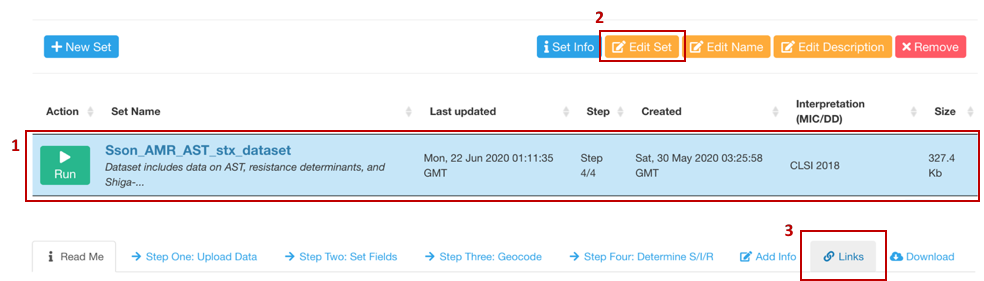 2
+ New Set
Set Info
Edit Set
Edit Name
Edit Description
Remove
Action
Set Name
Last updated
Step
Created
Interpretation
(MIC/DD)
Size
1
Run
Sson_AMR_AST_stx_dataset
Dataset includes data on AST, resistance determinants, and
Shiga-...
Mon, 22 Jun 2020 01:11:35
GMT
Step
4/4
Sat, 30 May 2020 03:25:58
GMT
CLSI 2018
327.4
Kb
3
Read Me
Step One: Upload Data
Step Two: Set Fields
Step Three: Geocode
Step Four: Determine S/I/R
Add Info
Links
Download